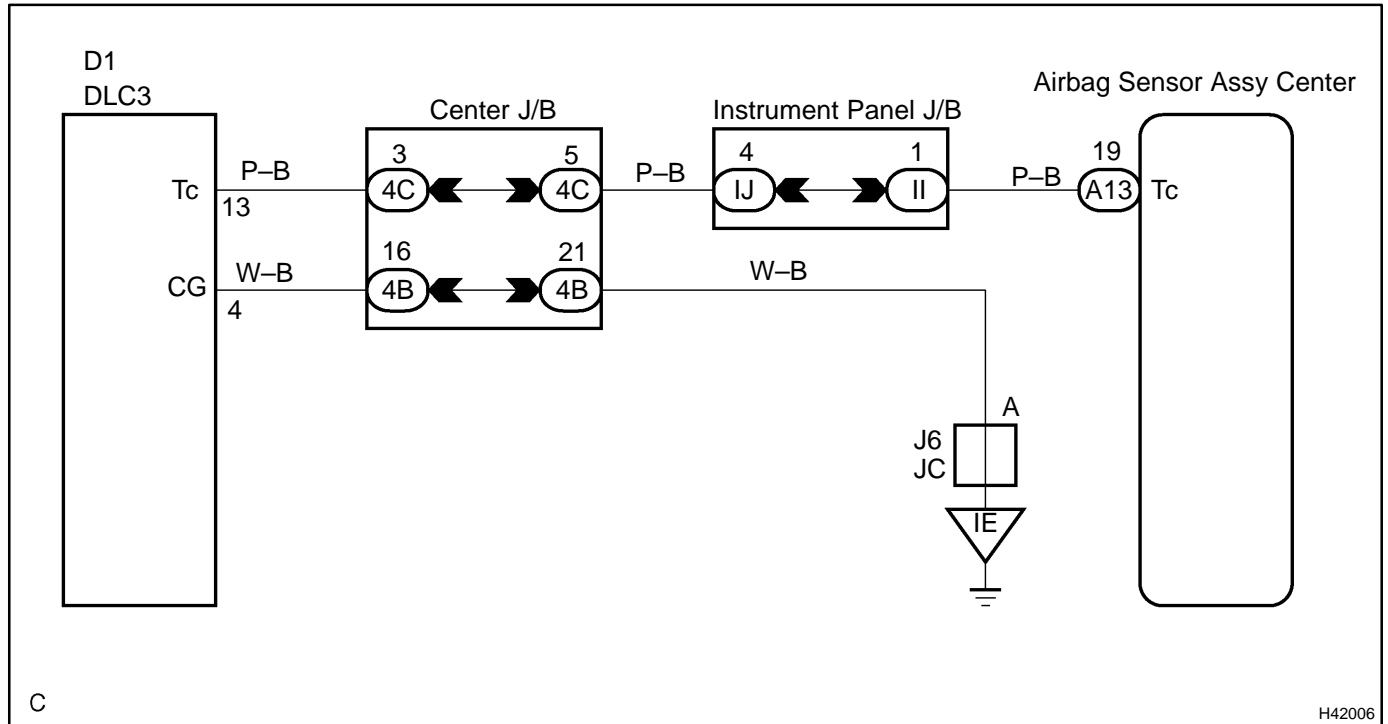 D1
DLC3
Center J/B
Instrument Panel J/B
Airbag Sensor Assy Center
Tc
13
P–B
3
4C
5
4C
P–B
4
IJ
1
II
P–B
19
A13
Tc
CG
4
W–B
16
4B
21
4B
W–B
A
J6
JC
IE
C
H42006